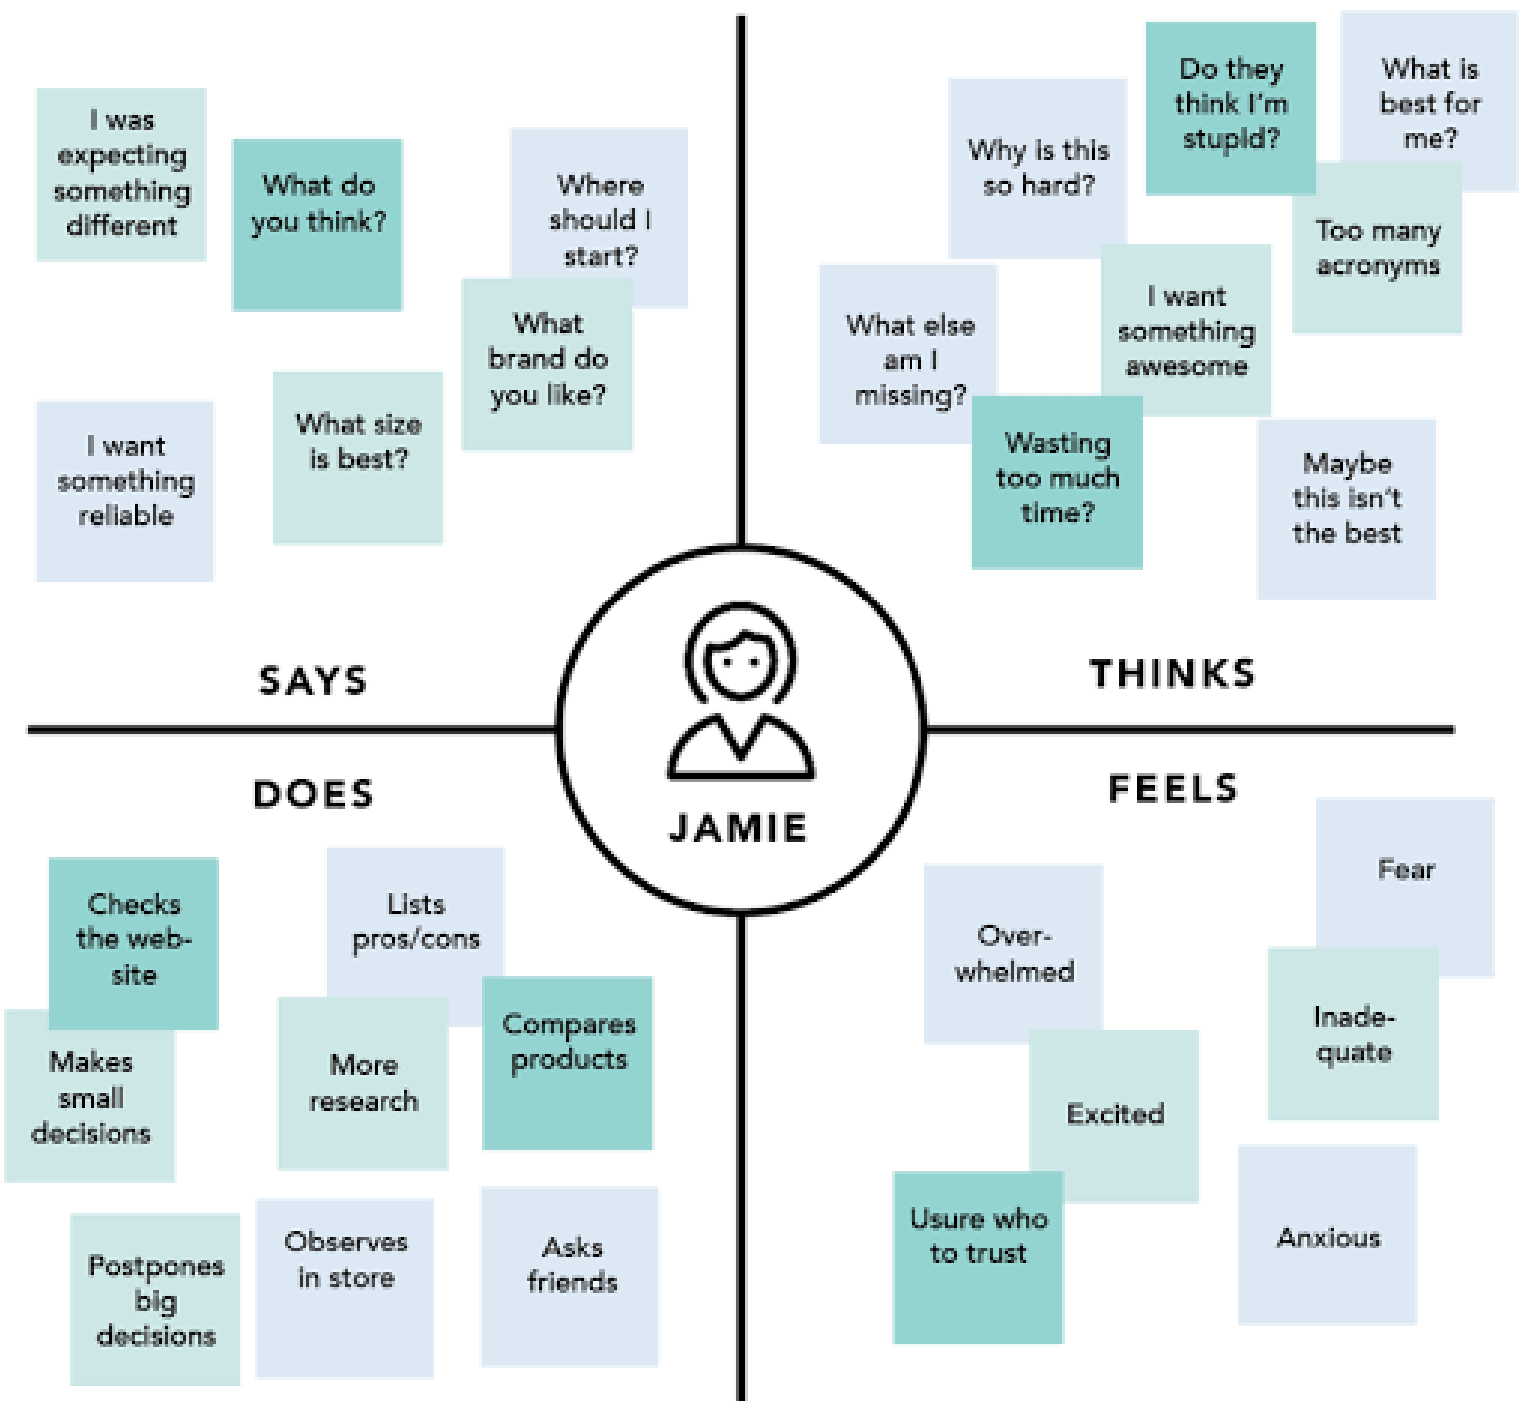 I was
expecting
something
different
What do
you think?
Where
should I
start?
What
brand do
you like?
What size
is best?
I want
something
reliable
SAYS
Why is this
so hard?
Do they
think I'm
stupid?
What is
best for
me?
Too many
acronyms
I want
something
awesome
What else
am I
missing?
Wasting
too much
time?
Maybe
this isn't
the best
THINKS
JAMIE
DOES
Checks
the web-
site
Lists
pros/cons
Compares
products
More
research
Makes
small
decisions
Postpones
big
decisions
Observes
in store
Asks
friends
FEELS
Fear
Over-
whelmed
Inade-
quate
Excited
Usure who
to trust
Anxious